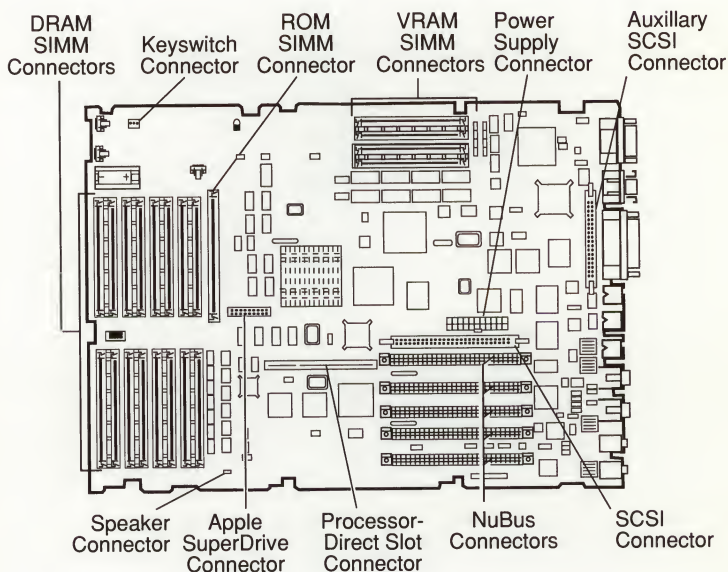 DRAM
SIMM
Connectors
Keyswitch
Connector
ROM
SIMM
Connector
VRAM
SIMM
Connectors
Power
Supply
Connector
Auxillary
SCSI
Connector
+
Speaker
Connector
Apple
SuperDrive
Connector
Processor-
Direct Slot
Connector
NuBus
Connectors
SCSI
Connector